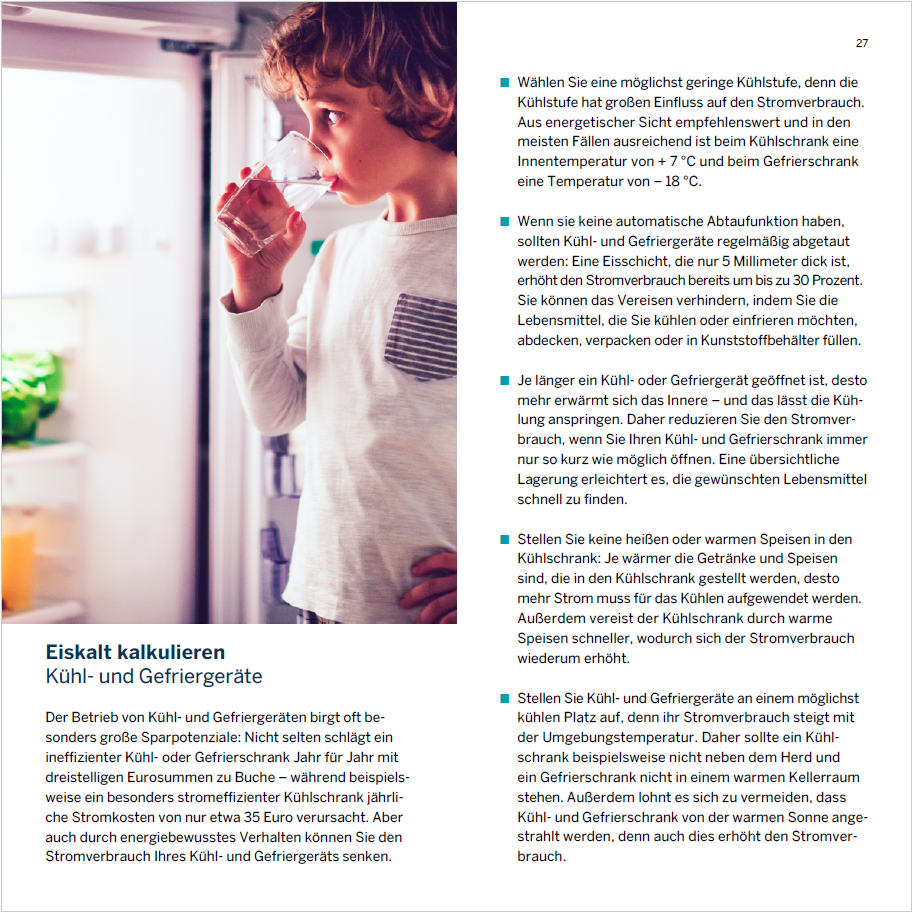 27
Eiskalt kalkulieren
Kühl- und Gefriergeräte
Der Betrieb von Kühl- und Gefriergeräten birgt oft be-
sonders große Sparpotenziale: Nicht selten schlägt ein
ineffizienter Kühl- oder Gefrierschrank Jahr für Jahr mit
dreistelligen Eurosummen zu Buche – während beispiels-
weise ein besonders stromeffizienter Kühlschrank jährli-
che Stromkosten von nur etwa 35 Euro verursacht. Aber
auch durch energiebewusstes Verhalten können Sie den
Stromverbrauch Ihres Kühl- und Gefriergeräts senken.
Wählen Sie eine möglichst geringe Kühlstufe, denn die
Kühlstufe hat großen Einfluss auf den Stromverbrauch.
Aus energetischer Sicht empfehlenswert und in den
meisten Fällen ausreichend ist beim Kühlschrank eine
Innentemperatur von + 7 °C und beim Gefrierschrank
eine Temperatur von – 18 °C.
Wenn sie keine automatische Abtaufunktion haben,
sollten Kühl- und Gefriergeräte regelmäßig abgetaut
werden: Eine Eisschicht, die nur 5 Millimeter dick ist,
erhöht den Stromverbrauch bereits um bis zu 30 Prozent.
Sie können das Vereisen verhindern, indem Sie die
Lebensmittel, die Sie kühlen oder einfrieren möchten,
abdecken, verpacken oder in Kunststoffbehälter füllen.
Je länger ein Kühl- oder Gefriergerät geöffnet ist, desto
mehr erwärmt sich das Innere – und das lässt die Küh-
lung anspringen. Daher reduzieren Sie den Stromver-
brauch, wenn Sie Ihren Kühl- und Gefrierschrank immer
nur so kurz wie möglich öffnen. Eine übersichtliche
Lagerung erleichtert es, die gewünschten Lebensmittel
schnell zu finden.
Stellen Sie keine heißen oder warmen Speisen in den
Kühlschrank: Je wärmer die Getränke und Speisen
sind, die in den Kühlschrank gestellt werden, desto
mehr Strom muss für das Kühlen aufgewendet werden.
Außerdem vereist der Kühlschrank durch warme
Speisen schneller, wodurch sich der Stromverbrauch
wiederum erhöht.
Stellen Sie Kühl- und Gefriergeräte an einem möglichst
kühlen Platz auf, denn ihr Stromverbrauch steigt mit
der Umgebungstemperatur. Daher sollte ein Kühl-
schrank beispielsweise nicht neben dem Herd und
ein Gefrierschrank nicht in einem warmen Kellerraum
stehen. Außerdem lohnt es sich zu vermeiden, dass
Kühl- und Gefrierschrank von der warmen Sonne ange-
strahlt werden, denn auch dies erhöht den Stromver-
brauch.